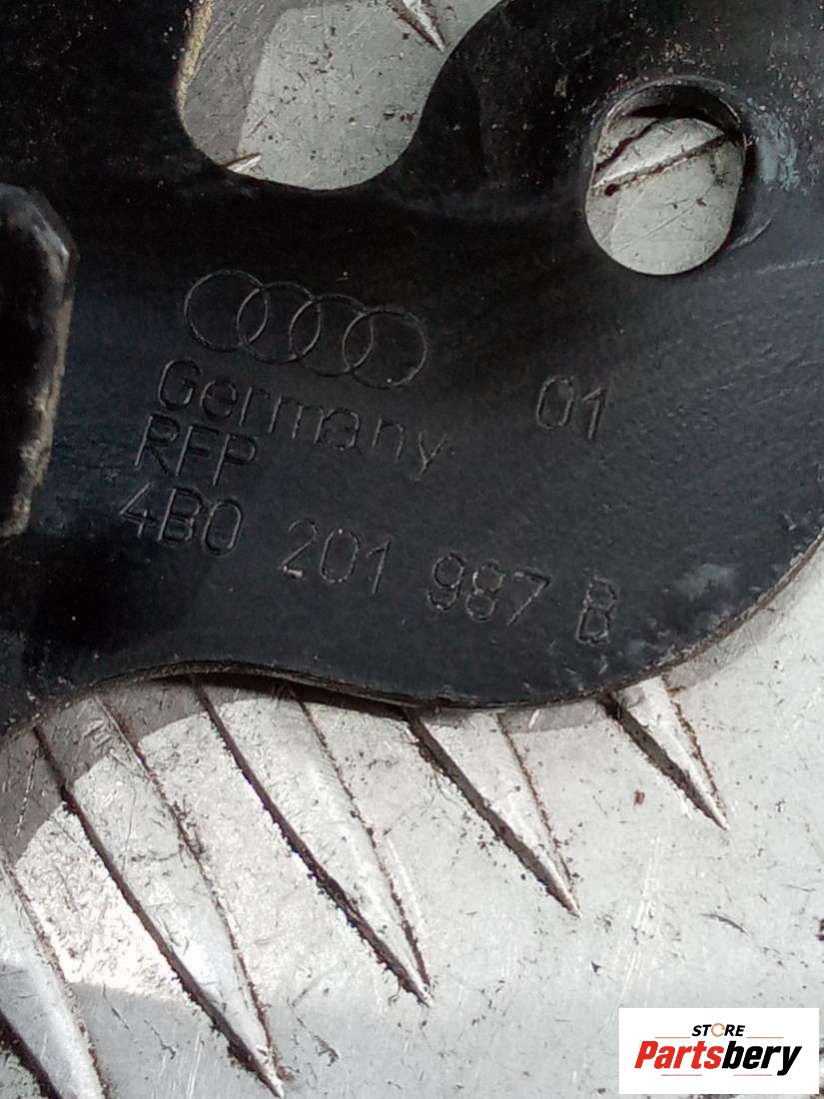 Germany 01
RFP
4B0 201 987 B
STORE
Partsbery